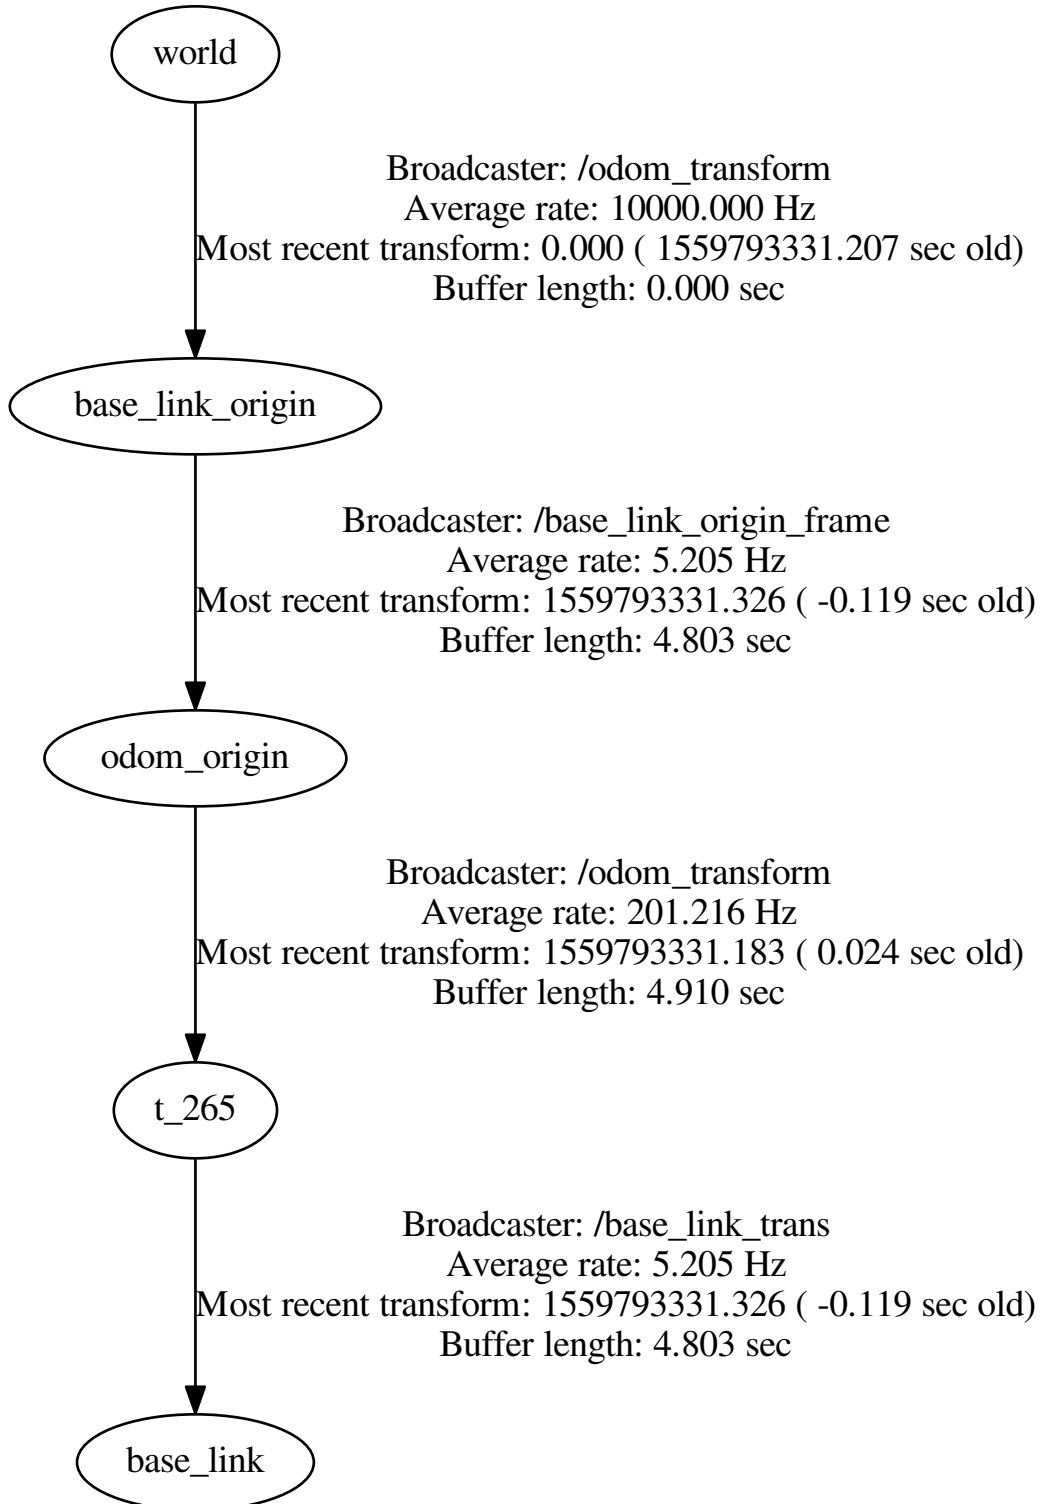 world
Broadcaster: /odom_transform
Average rate: 10000.000 Hz
Most recent transform: 0.000 ( 1559793331.207 sec old)
Buffer length: 0.000 sec
base_link_origin
Broadcaster: /base_link_origin_frame
Average rate: 5.205 Hz
Most recent transform: 1559793331.326 ( -0.119 sec old)
Buffer length: 4.803 sec
odom_origin
Broadcaster: /odom_transform
Average rate: 201.216 Hz
Most recent transform: 1559793331.183 ( 0.024 sec old)
Buffer length: 4.910 sec
t_265
Broadcaster: /base_link_trans
Average rate: 5.205 Hz
Most recent transform: 1559793331.326 ( -0.119 sec old)
Buffer length: 4.803 sec
base_link